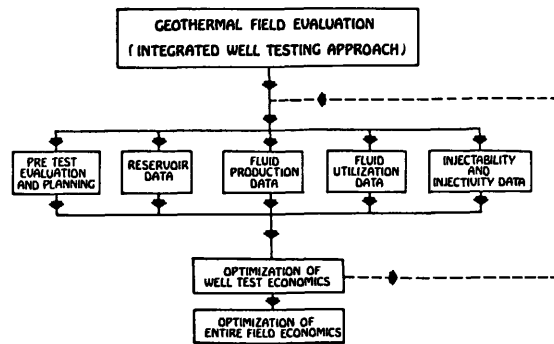 GEOTHERMAL FIELD EVALUATION
(INTEGRATED WELL TESTING APPROACH)
PRE TEST
EVALUATION
AND PLANNING
RESERVOIR
DATA
FLUID
PRODUCTION
DATA
FLUID
UTILIZATION
DATA
INJECTABILITY
AND
INJECTIVITY DATA
OPTIMIZATION OF
WELL TEST ECONOMICS
OPTIMIZATION OF
ENTIRE FIELD ECONOMICS